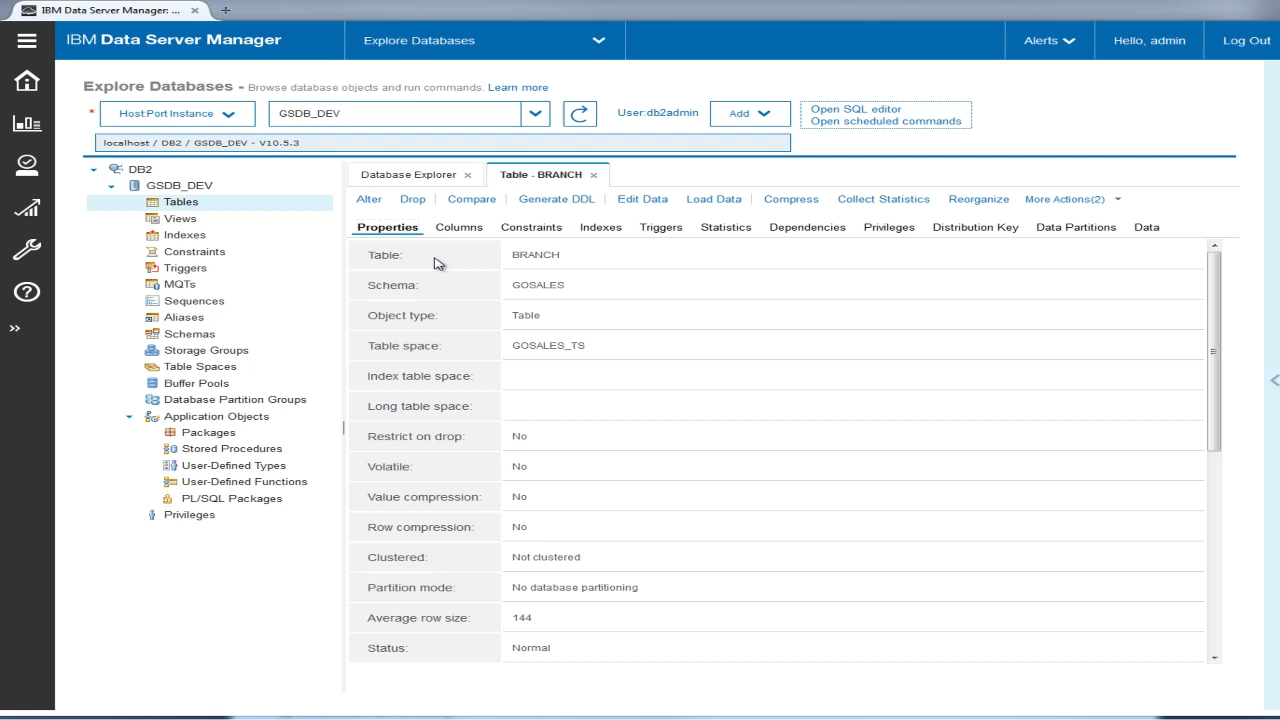 IBM Data Server Manager: ... × +
IBM Data Server Manager Explore Databases Alerts Hello, admin Log Out
Explore Databases - Browse database objects and run commands. Learn more
* Host:Port Instance GSDB_DEV User:db2admin Add
Open SQL editor
Open scheduled commands
localhost / DB2 / GSDB_DEV - V10.5.3
DB2
GSDB_DEV
Tables
Views
Indexes
Constraints
Triggers
MQTs
Sequences
Aliases
Schemas
Storage Groups
Table Spaces
Buffer Pools
Database Partition Groups
Application Objects
Packages
Stored Procedures
User-Defined Types
User-Defined Functions
PL/SQL Packages
Privileges
Database Explorer × Table - BRANCH ×
Alter Drop Compare Generate DDL Edit Data Load Data Compress Collect Statistics Reorganize More Actions(2)
Properties Columns Constraints Indexes Triggers Statistics Dependencies Privileges Distribution Key Data Partitions Data
Table: BRANCH
Schema: GOSALES
Object type: Table
Table space: GOSALES_TS
Index table space:
Long table space:
Restrict on drop: No
Volatile: No
Value compression: No
Row compression: No
Clustered: Not clustered
Partition mode: No database partitioning
Average row size: 144
Status: Normal